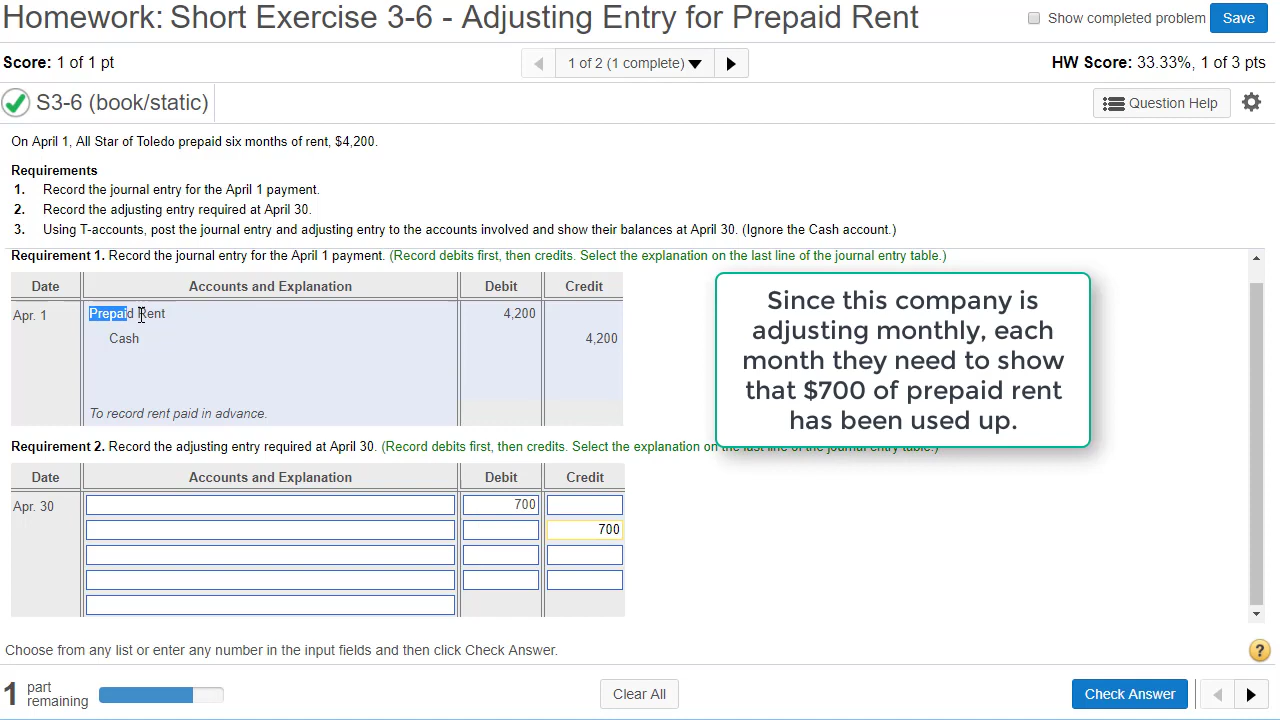 Homework: Short Exercise 3-6 - Adjusting Entry for Prepaid Rent
Show completed problem
Save
Score: 1 of 1 pt
1 of 2 (1 complete)
HW Score: 33.33%, 1 of 3 pts
S3-6 (book/static)
Question Help
On April 1, All Star of Toledo prepaid six months of rent, $4,200.
Requirements
1. Record the journal entry for the April 1 payment.
2. Record the adjusting entry required at April 30.
3. Using T-accounts, post the journal entry and adjusting entry to the accounts involved and show their balances at April 30. (Ignore the Cash account.)
Requirement 1. Record the journal entry for the April 1 payment. (Record debits first, then credits. Select the explanation on the last line of the journal entry table.)
Date Accounts and Explanation Debit Credit
Apr. 1 Prepaid Rent 4,200
Cash 4,200
To record rent paid in advance.
Since this company is
adjusting monthly, each
month they need to show
that $700 of prepaid rent
has been used up.
Requirement 2. Record the adjusting entry required at April 30. (Record debits first, then credits. Select the explanation on the last line of the journal entry table.)
Date Accounts and Explanation Debit Credit
Apr. 30 700
700
Choose from any list or enter any number in the input fields and then click Check Answer.
?
1 part
remaining
Clear All
Check Answer